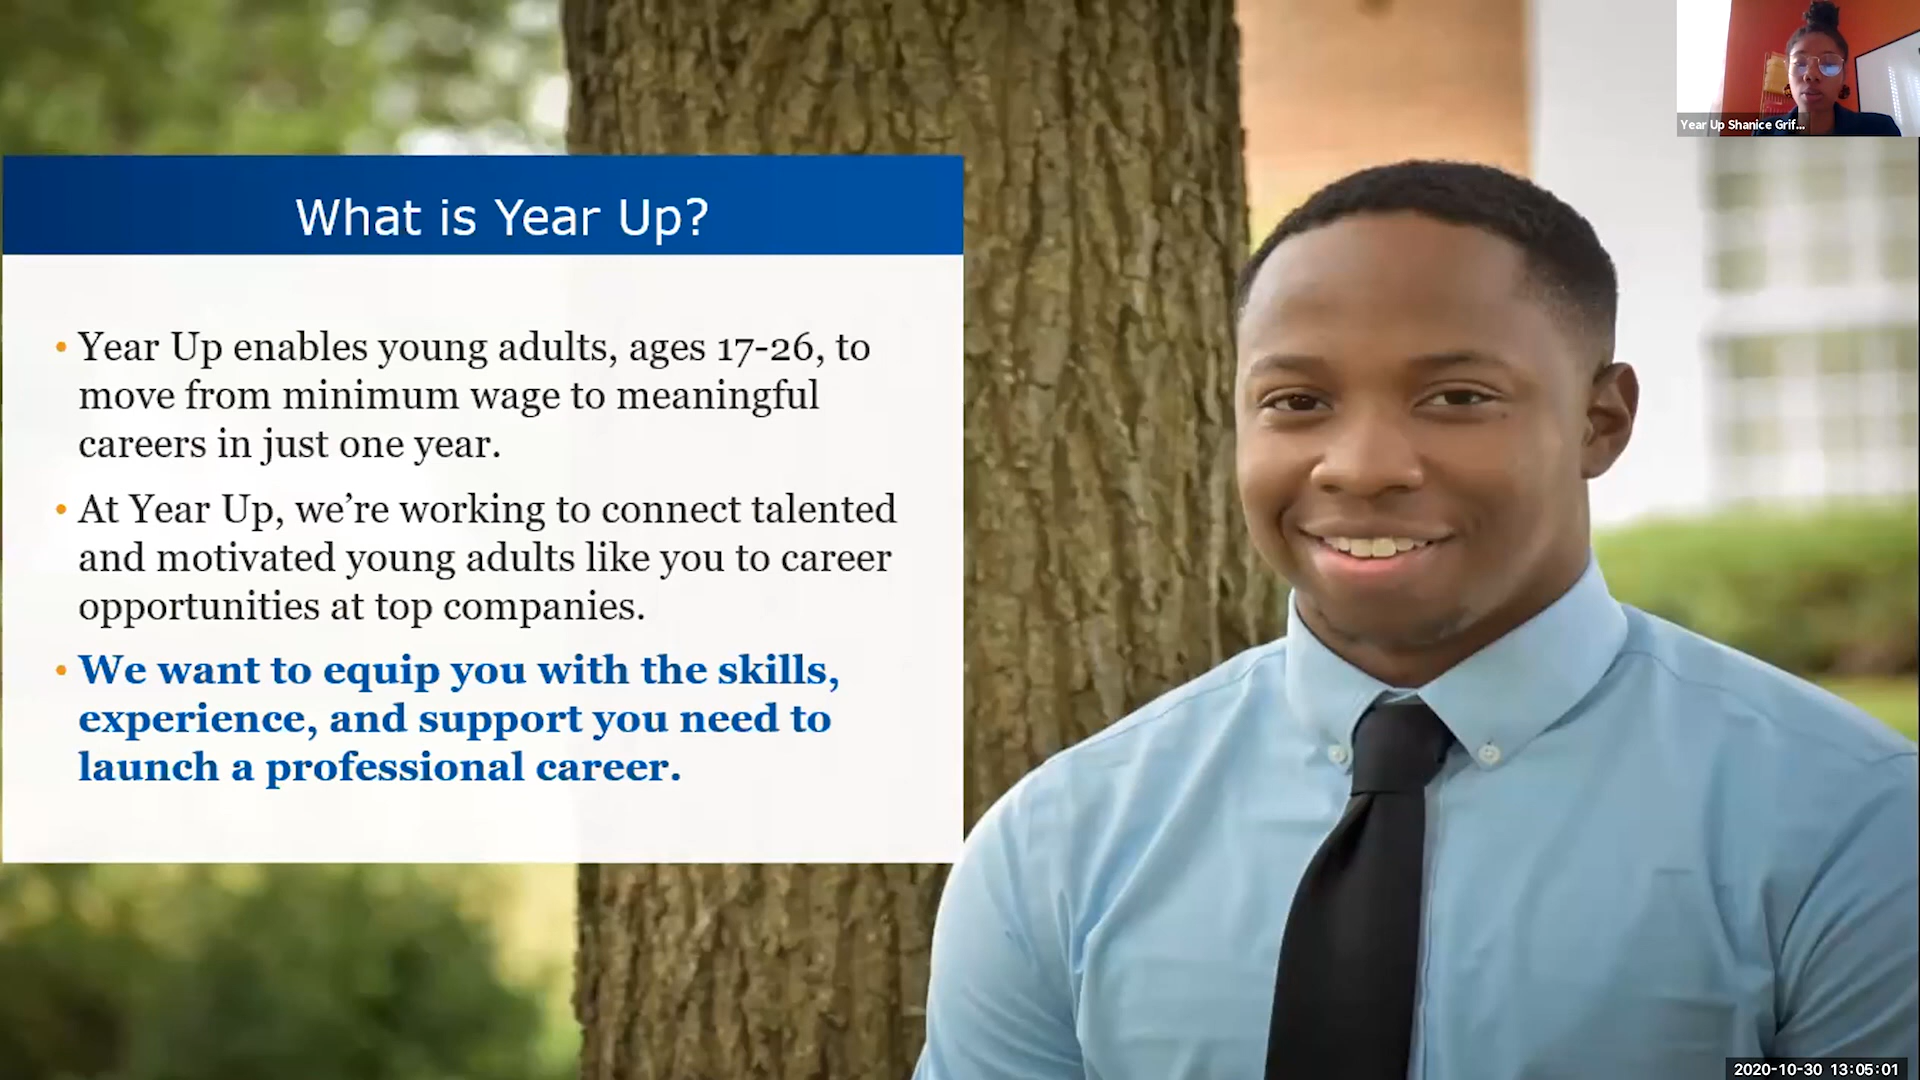 Year Up Shanice Grif...
What is Year Up?
• Year Up enables young adults, ages 17-26, to
move from minimum wage to meaningful
careers in just one year.
• At Year Up, we’re working to connect talented
and motivated young adults like you to career
opportunities at top companies.
• We want to equip you with the skills,
experience, and support you need to
launch a professional career.
2020-10-30 13:05:01